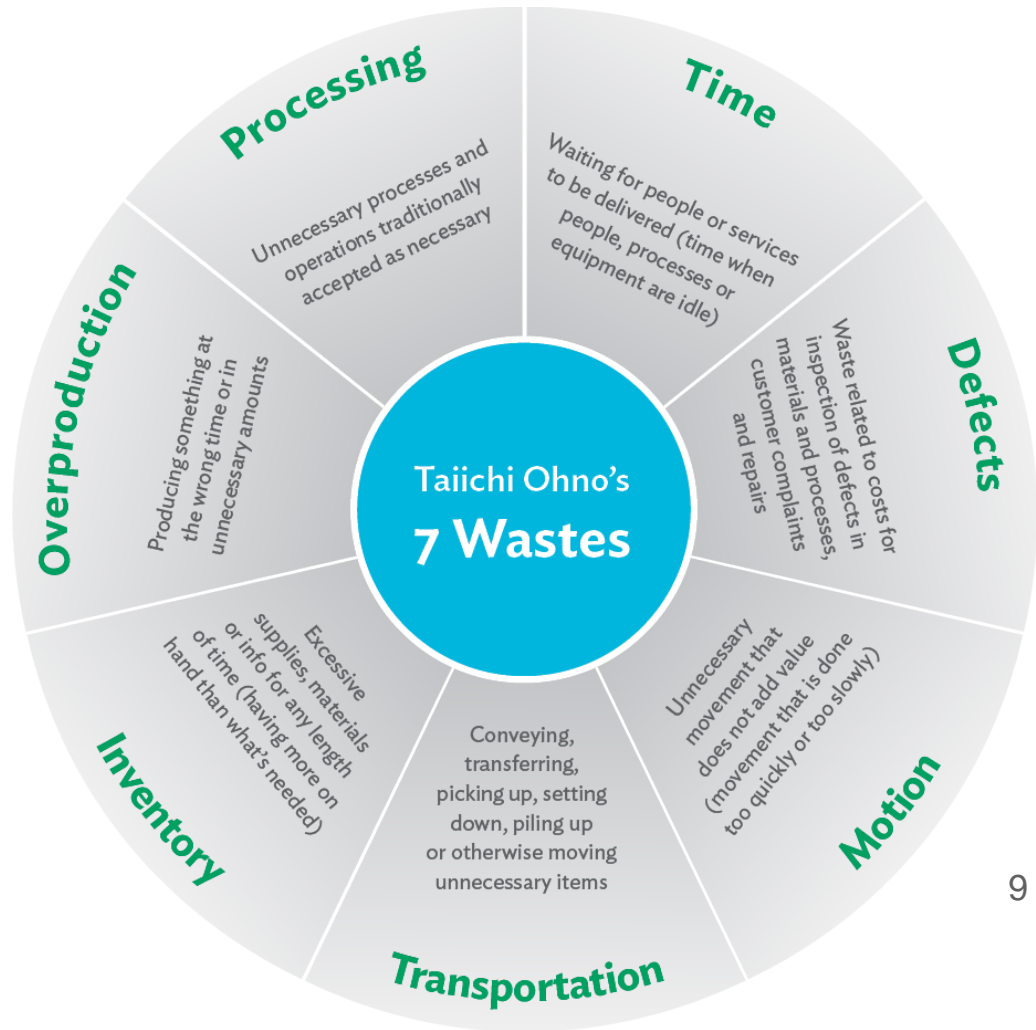 Taiichi Ohno's
7 Wastes
Time
Waiting for people or services
to be delivered (time when
people, processes or
equipment are idle)
Defects
Waste related to costs for
inspection of defects in
materials and processes,
customer complaints
and repairs
Motion
Unnecessary
movement that
does not add value
(movement that is done
too quickly or too slowly)
Transportation
Conveying,
transferring,
picking up, setting
down, piling up
or otherwise moving
unnecessary items
Inventory
Excessive
supplies, materials
or info for any length
of time (having more on
hand than what's needed)
Overproduction
Producing something at
the wrong time or in
unnecessary amounts
Processing
Unnecessary processes and
operations traditionally
accepted as necessary
9